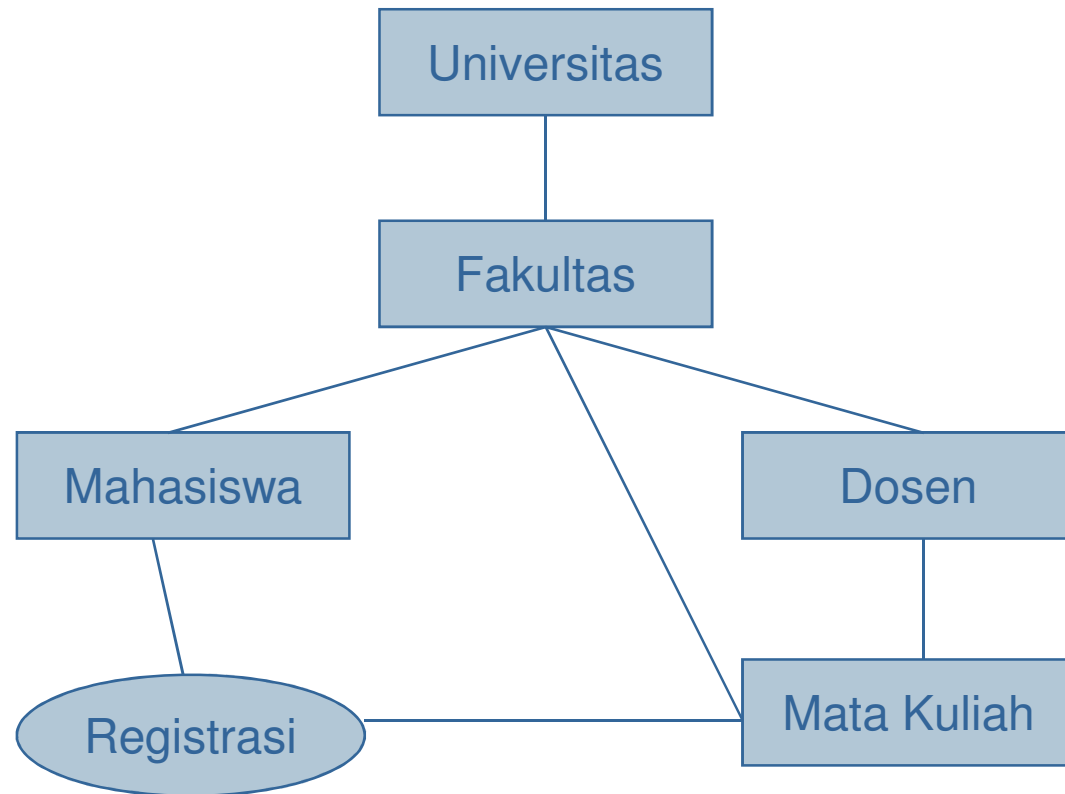 Universitas
Fakultas
Mahasiswa
Dosen
Registrasi
Mata Kuliah